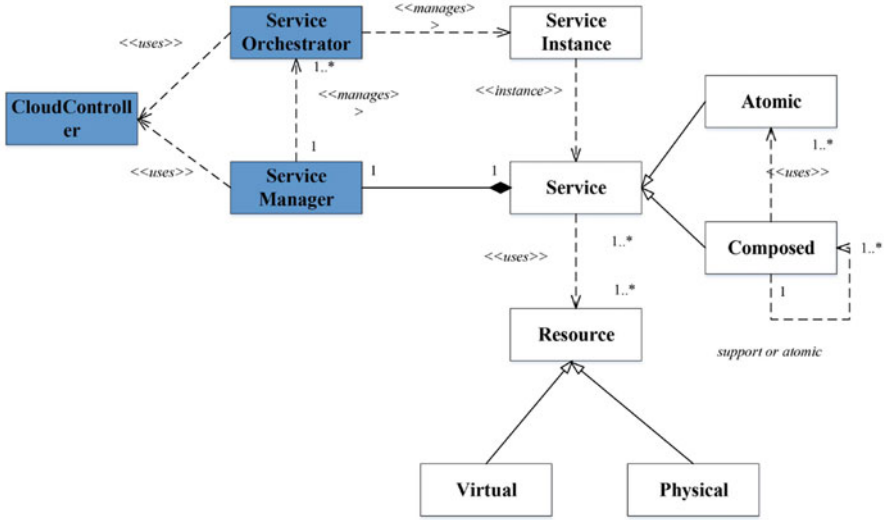 <<manages>
>
Service
Orchestrator
Service
Instance
<<uses>>
1..*
<<manages>
>
<<instance>>
CloudControll
er
Atomic
1..*
1
<<uses>>
Service
Manager
1
1
Service
<<uses>>
1..*
<<uses>>
Composed
1..*
1
1..*
Resource
support or atomic
Virtual
Physical